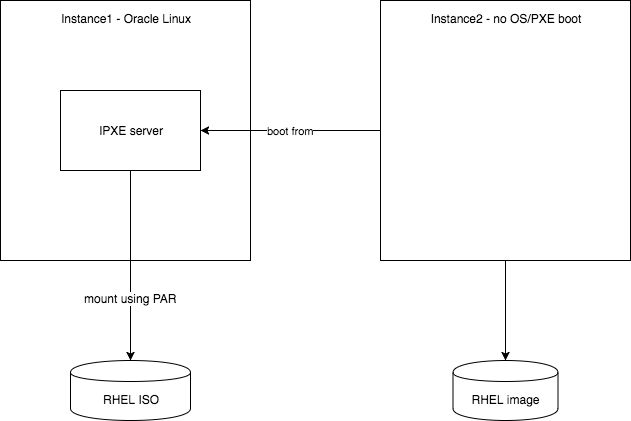 Instance1 - Oracle Linux
Instance2 - no OS/PXE boot
IPXE server
boot from
mount using PAR
RHEL ISO
RHEL image